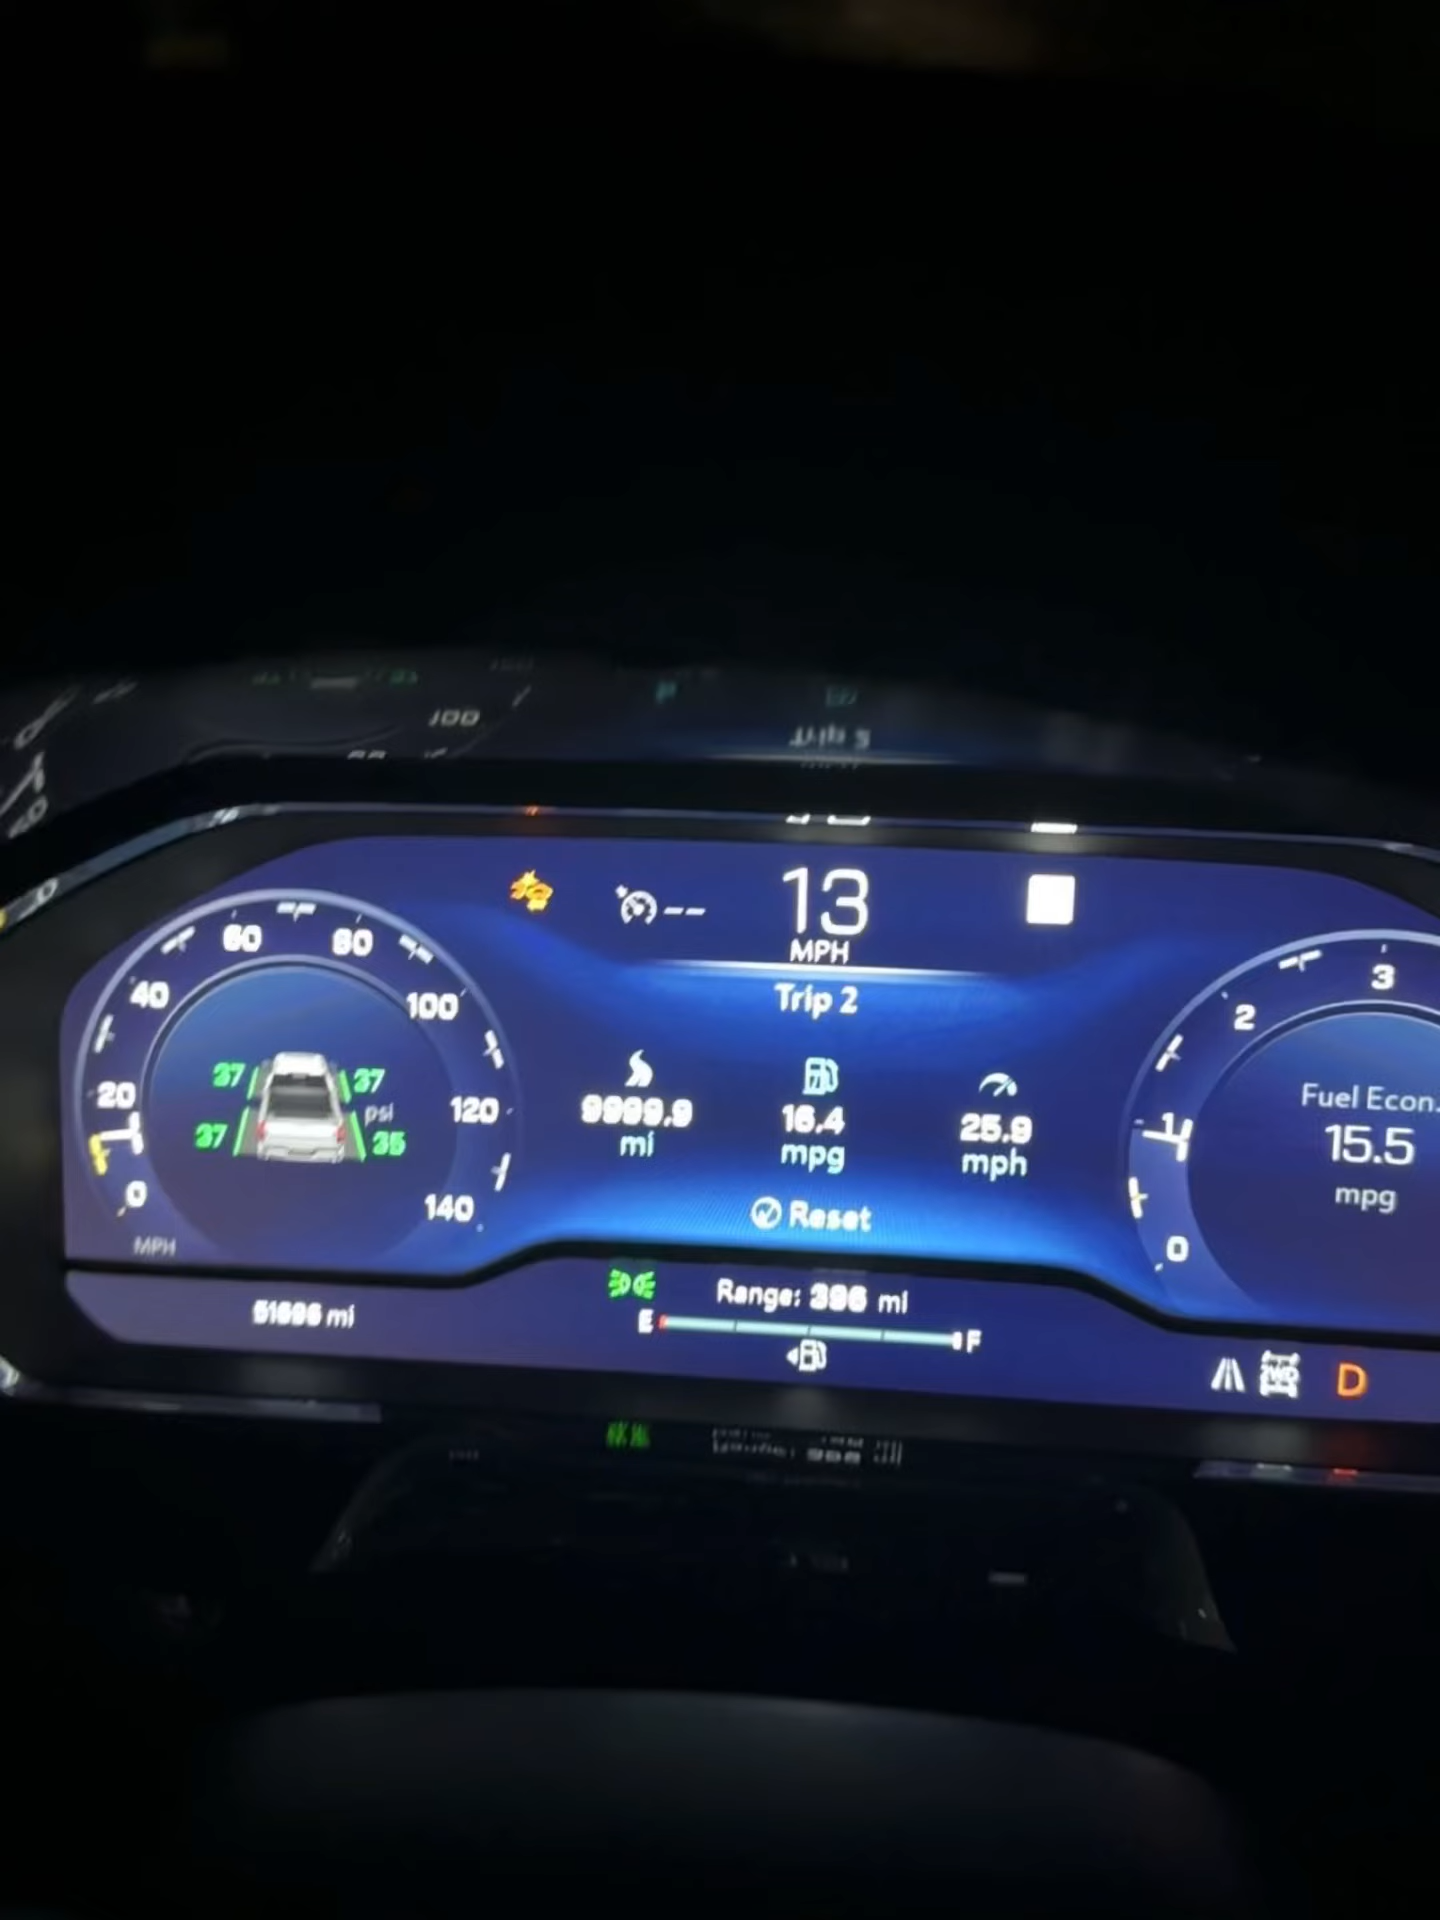 -- 13
MPH
Trip 2
60 80
40 100
20 120
0 140
MPH
37 37
psi
37 35
9999.9 16.4 25.9
mi mpg mph
Reset
3
2
1
0
Fuel Econ.
15.5
mpg
mi
Range: 396 mi
E F
2WD D